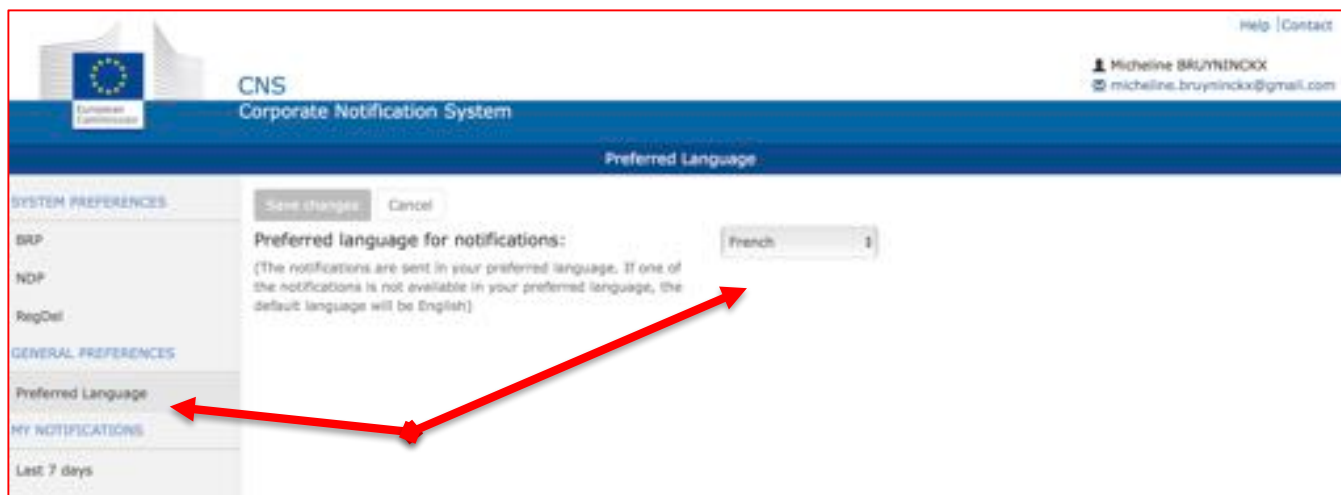 Help | Contact
Micheline BRUYNINCKX
micheline.bruyninckx@gmail.com
CNS
European
Commission
Corporate Notification System
Preferred Language
SYSTEM PREFERENCES
Save changes Cancel
BRP
Preferred language for notifications: French
(The notifications are sent in your preferred language. If one of
the notifications is not available in your preferred language, the
default language will be English)
NDP
RegDel
GENERAL PREFERENCES
Preferred Language
MY NOTIFICATIONS
Last 7 days